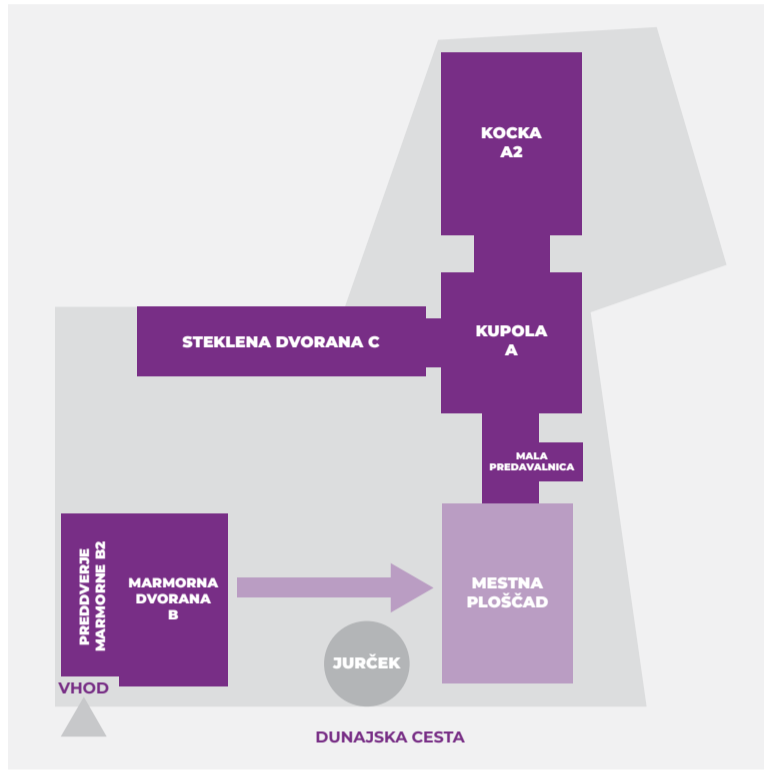 KOCKA
A2
KUPOLA
A
STEKLENA DVORANA C
MALA
PREDAVALNICA
PREDDVERJE
MARMORNE B2
MARMORNA
DVORANA
B
MESTNA
PLOŠČAD
JURČEK
VHOD
DUNAJSKA CESTA